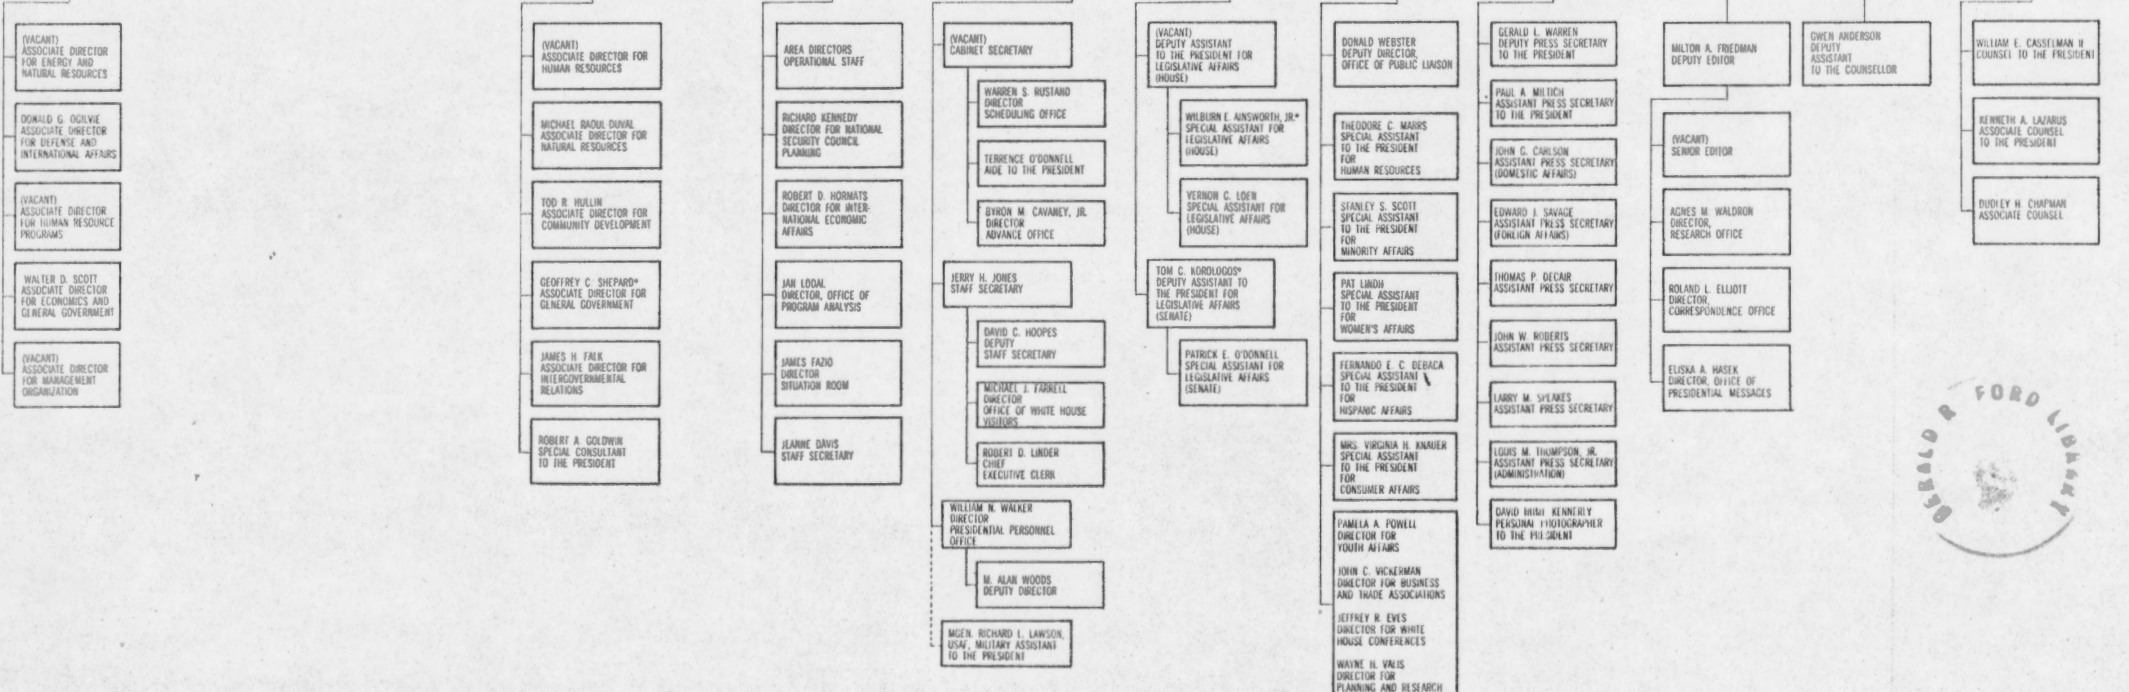 (VACANT)
ASSOCIATE DIRECTOR
FOR ENERGY AND
NATURAL RESOURCES
DONALD G. OGILVIE
ASSOCIATE DIRECTOR
FOR DEFENSE AND
INTERNATIONAL AFFAIRS
(VACANT)
ASSOCIATE DIRECTOR
FOR HUMAN RESOURCE
PROGRAMS
WALTER D. SCOTT
ASSOCIATE DIRECTOR
FOR ECONOMICS AND
GENERAL GOVERNMENT
(VACANT)
ASSOCIATE DIRECTOR
FOR MANAGEMENT
ORGANIZATION
(VACANT)
ASSOCIATE DIRECTOR FOR
HUMAN RESOURCES
MICHAEL RAOUL-DUVAL
ASSOCIATE DIRECTOR FOR
NATURAL RESOURCES
TOD R. HULLIN
ASSOCIATE DIRECTOR FOR
COMMUNITY DEVELOPMENT
GEOFFREY C. SHEPARD*
ASSOCIATE DIRECTOR FOR
GENERAL GOVERNMENT
JAMES H. FALK
ASSOCIATE DIRECTOR FOR
INTERGOVERNMENTAL
RELATIONS
ROBERT A. GOLDWIN
SPECIAL CONSULTANT
TO THE PRESIDENT
AREA DIRECTORS
OPERATIONAL STAFF
RICHARD KENNEDY
DIRECTOR FOR NATIONAL
SECURITY COUNCIL
PLANNING
ROBERT D. HORMATS
DIRECTOR FOR INTER-
NATIONAL ECONOMIC
AFFAIRS
JAN LODAL
DIRECTOR, OFFICE OF
PROGRAM ANALYSIS
JAMES FAZIO
DIRECTOR
SITUATION ROOM
JEANNE DAVIS
STAFF SECRETARY
(VACANT)
CABINET SECRETARY
WARREN S. RUSTAND
DIRECTOR
SCHEDULING OFFICE
TERRENCE O'DONNELL
AIDE TO THE PRESIDENT
BYRON M. CAVANEY, JR.
DIRECTOR
ADVANCE OFFICE
JERRY H. JONES
STAFF SECRETARY
DAVID C. HOOPES
DEPUTY
STAFF SECRETARY
MICHAEL J. FARRELL
DIRECTOR
OFFICE OF WHITE HOUSE
VISITORS
ROBERT D. LINDER
CHIEF
EXECUTIVE CLERK
WILLIAM N. WALKER
DIRECTOR
PRESIDENTIAL PERSONNEL
OFFICE
M. ALAN WOODS
DEPUTY DIRECTOR
MGEN. RICHARD L. LAWSON,
USAF, MILITARY ASSISTANT
TO THE PRESIDENT
(VACANT)
DEPUTY ASSISTANT
TO THE PRESIDENT FOR
LEGISLATIVE AFFAIRS
(HOUSE)
WILBURN E. AINSWORTH, JR.*
SPECIAL ASSISTANT FOR
LEGISLATIVE AFFAIRS
(HOUSE)
VERNON C. LOEN
SPECIAL ASSISTANT FOR
LEGISLATIVE AFFAIRS
(HOUSE)
TOM C. KOROLOGOS*
DEPUTY ASSISTANT TO
THE PRESIDENT FOR
LEGISLATIVE AFFAIRS
(SENATE)
PATRICK E. O'DONNELL
SPECIAL ASSISTANT FOR
LEGISLATIVE AFFAIRS
(SENATE)
DONALD WEBSTER
DEPUTY DIRECTOR,
OFFICE OF PUBLIC LIAISON
THEODORE C. MARRS
SPECIAL ASSISTANT
TO THE PRESIDENT
FOR
HUMAN RESOURCES
STANLEY S. SCOTT
SPECIAL ASSISTANT
TO THE PRESIDENT
FOR
MINORITY AFFAIRS
PAT LINDH
SPECIAL ASSISTANT
TO THE PRESIDENT
FOR
WOMEN'S AFFAIRS
FERNANDO E. C. DEBACA
SPECIAL ASSISTANT
TO THE PRESIDENT
FOR
HISPANIC AFFAIRS
MRS. VIRGINIA H. KNAUER
SPECIAL ASSISTANT
TO THE PRESIDENT
FOR
CONSUMER AFFAIRS
PAMELA A. POWELL
DIRECTOR FOR
YOUTH AFFAIRS
JOHN C. VICKERMAN
DIRECTOR FOR BUSINESS
AND TRADE ASSOCIATIONS
JEFFREY R. EVES
DIRECTOR FOR WHITE
HOUSE CONFERENCES
WAYNE H. VALIS
DIRECTOR FOR
PLANNING AND RESEARCH
GERALD L. WARREN
DEPUTY PRESS SECRETARY
TO THE PRESIDENT
PAUL A. MILTICH
ASSISTANT PRESS SECRETARY
TO THE PRESIDENT
JOHN G. CARLSON
ASSISTANT PRESS SECRETARY
(DOMESTIC AFFAIRS)
EDWARD J. SAVAGE
ASSISTANT PRESS SECRETARY
(FOREIGN AFFAIRS)
THOMAS P. DECAIR
ASSISTANT PRESS SECRETARY
JOHN W. ROBERTS
ASSISTANT PRESS SECRETARY
LARRY M. SPEAKES
ASSISTANT PRESS SECRETARY
LOUIS M. THOMPSON, JR.
ASSISTANT PRESS SECRETARY
(ADMINISTRATION)
DAVID HUME KENNERLY
PERSONAL PHOTOGRAPHER
TO THE PRESIDENT
MILTON A. FRIEDMAN
DEPUTY EDITOR
(VACANT)
SENIOR EDITOR
AGNES M. WALDRON
DIRECTOR,
RESEARCH OFFICE
ROLAND L. ELLIOTT
DIRECTOR,
CORRESPONDENCE OFFICE
ELISKA A. HASEK
DIRECTOR, OFFICE OF
PRESIDENTIAL MESSAGES
GWEN ANDERSON
DEPUTY
ASSISTANT
TO THE COUNSELLOR
WILLIAM E. CASSELMAN II
COUNSEL TO THE PRESIDENT
KENNETH A. LAZARUS
ASSOCIATE COUNSEL
TO THE PRESIDENT
DUDLEY H. CHAPMAN
ASSOCIATE COUNSEL
GERALD R FORD LIBRARY